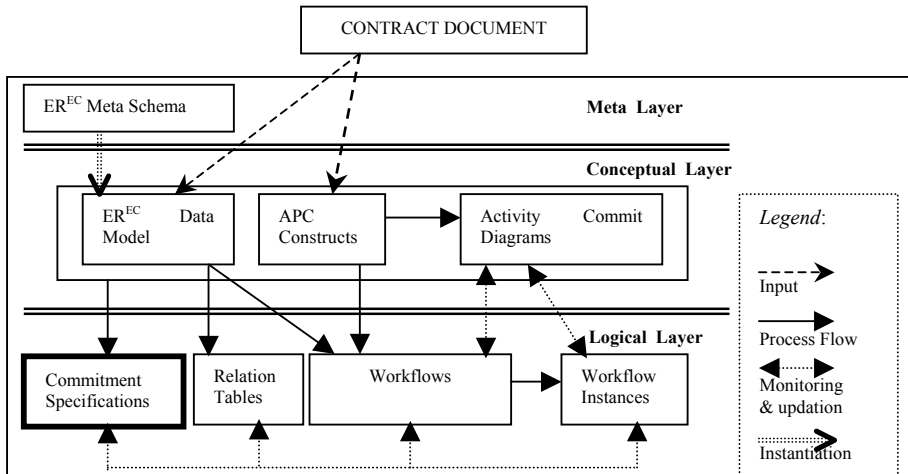 CONTRACT DOCUMENT
ER^EC Meta Schema
Meta Layer
Conceptual Layer
ER^EC Data
Model
APC
Constructs
Activity Commit
Diagrams
Logical Layer
Commitment
Specifications
Relation
Tables
Workflows
Workflow
Instances
Legend:
Input
Process Flow
Monitoring
& updation
Instantiation